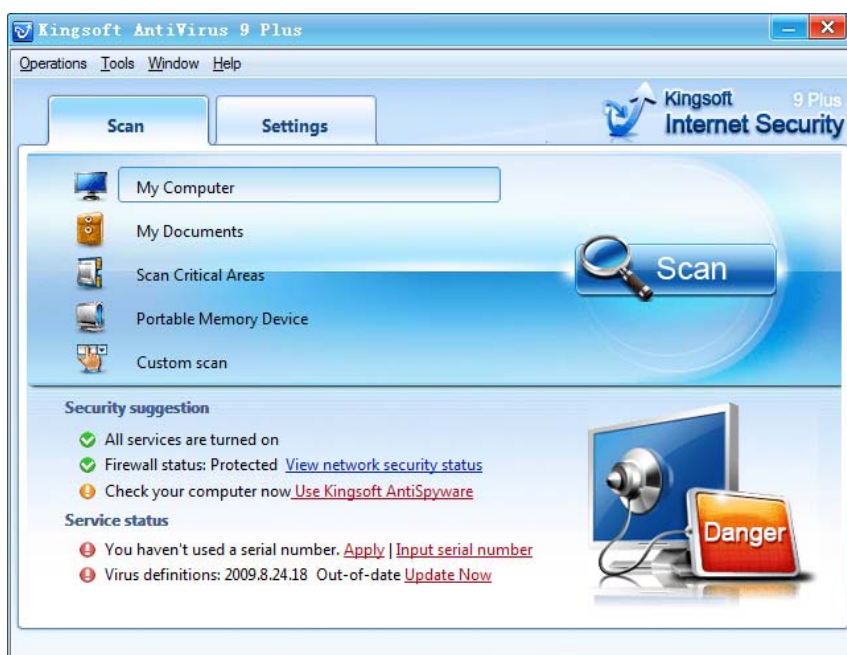 Kingsoft AntiVirus 9 Plus
Operations Tools Window Help
Scan Settings
Kingsoft 9 Plus
Internet Security
My Computer
My Documents
Scan Critical Areas
Portable Memory Device
Custom scan
Scan
Security suggestion
All services are turned on
Firewall status: Protected View network security status
Check your computer now Use Kingsoft AntiSpyware
Service status
You haven't used a serial number. Apply | Input serial number
Virus definitions: 2009.8.24.18 Out-of-date Update Now
Danger